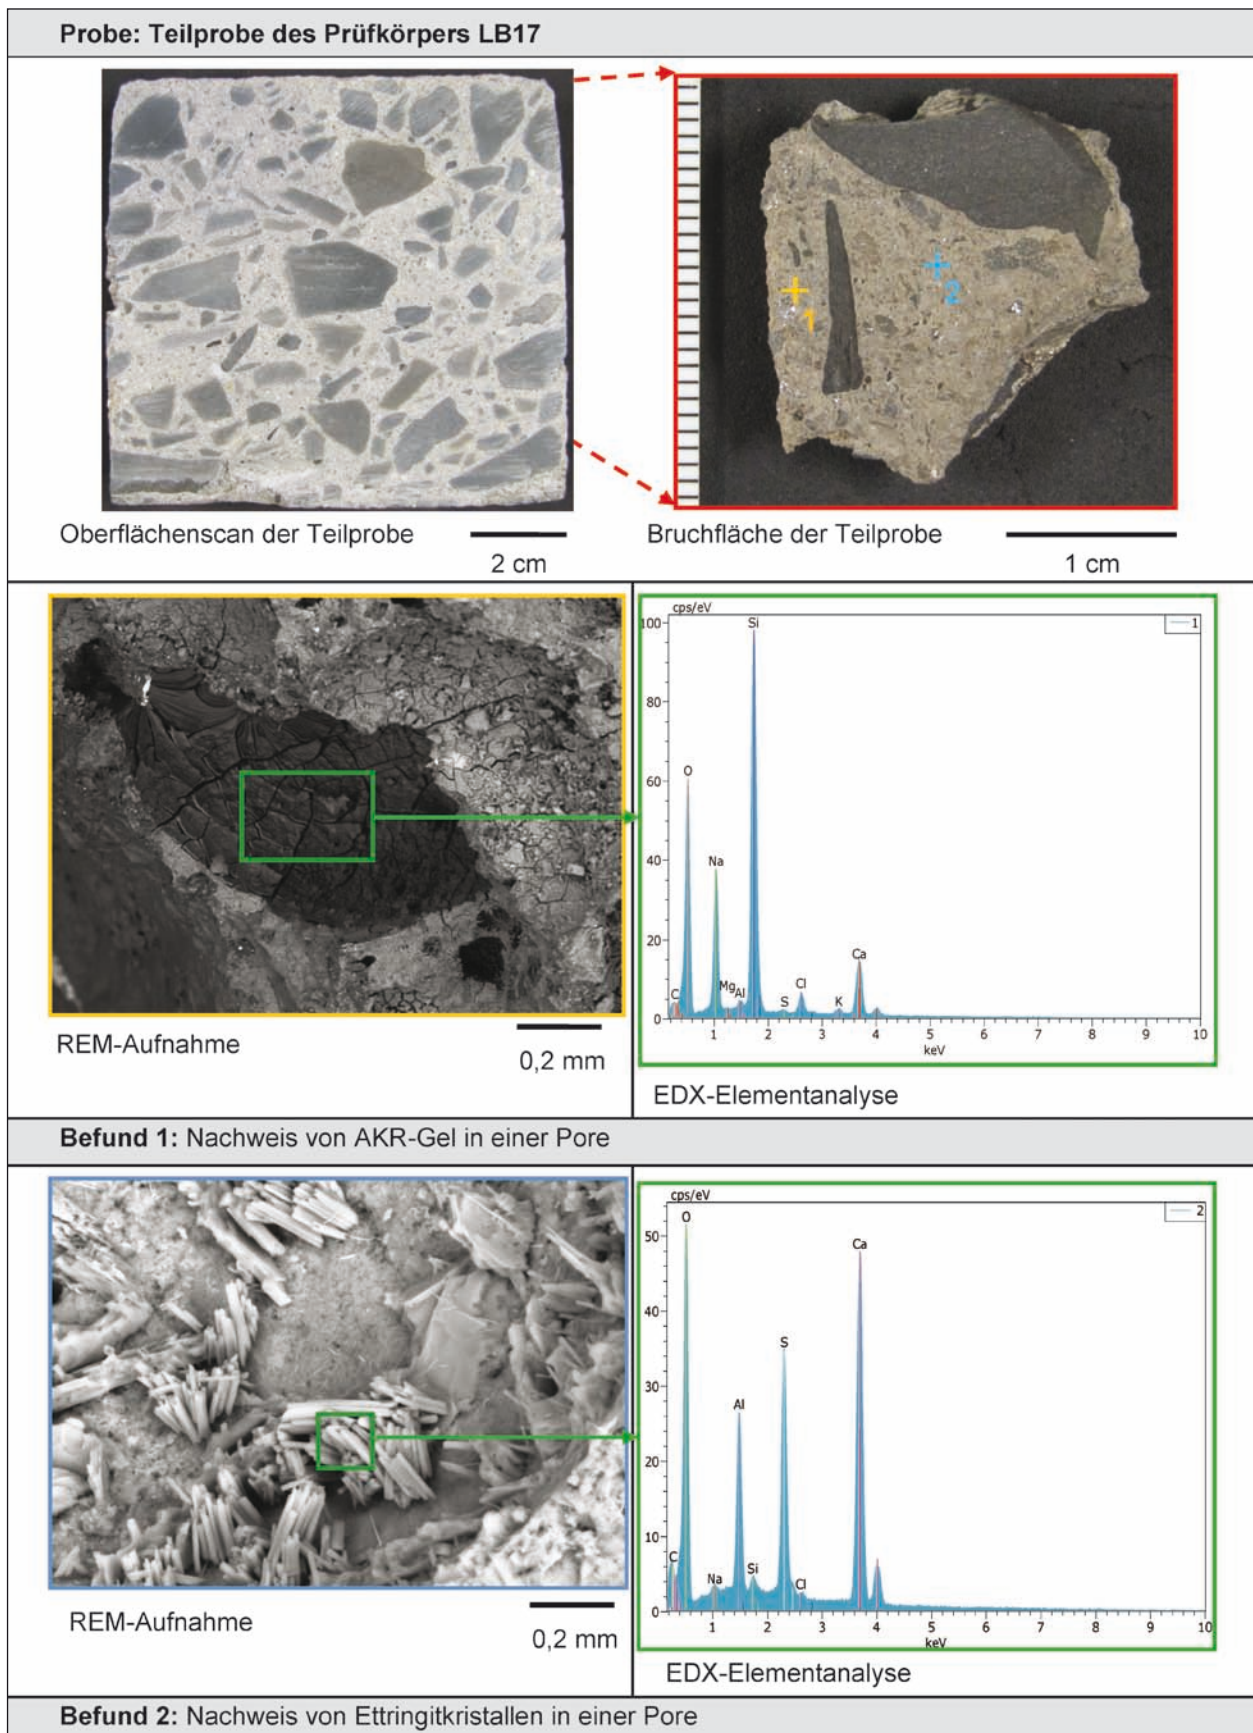 Probe: Teilprobe des Prüfkörpers LB17
1
2
Oberflächenscan der Teilprobe
2 cm
Bruchfläche der Teilprobe
1 cm
REM-Aufnahme
0,2 mm
cps/eV
1
100
80
60
40
20
0
C
O
Na
Mg
Al
Si
S
Cl
K
Ca
1 2 3 4 5 6 7 8 9 10
keV
EDX-Elementanalyse
Befund 1: Nachweis von AKR-Gel in einer Pore
REM-Aufnahme
0,2 mm
cps/eV
2
50
40
30
20
10
0
C
O
Na
Al
Si
S
Cl
Ca
1 2 3 4 5 6 7 8 9 10
keV
EDX-Elementanalyse
Befund 2: Nachweis von Ettringitkristallen in einer Pore